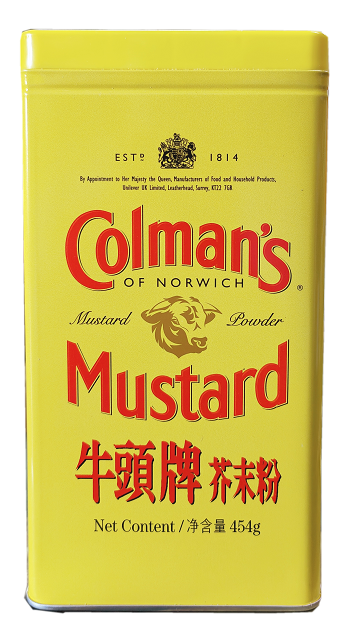 ESTD 1814
By Appointment to Her Majesty the Queen, Manufacturers of Food and Household Products,
Unilever UK Limited, Leatherhead, Surrey, KT22 7GR
Colman's®
OF NORWICH
Mustard Powder
Mustard
牛頭牌 芥末粉
Net Content / 净含量 454g